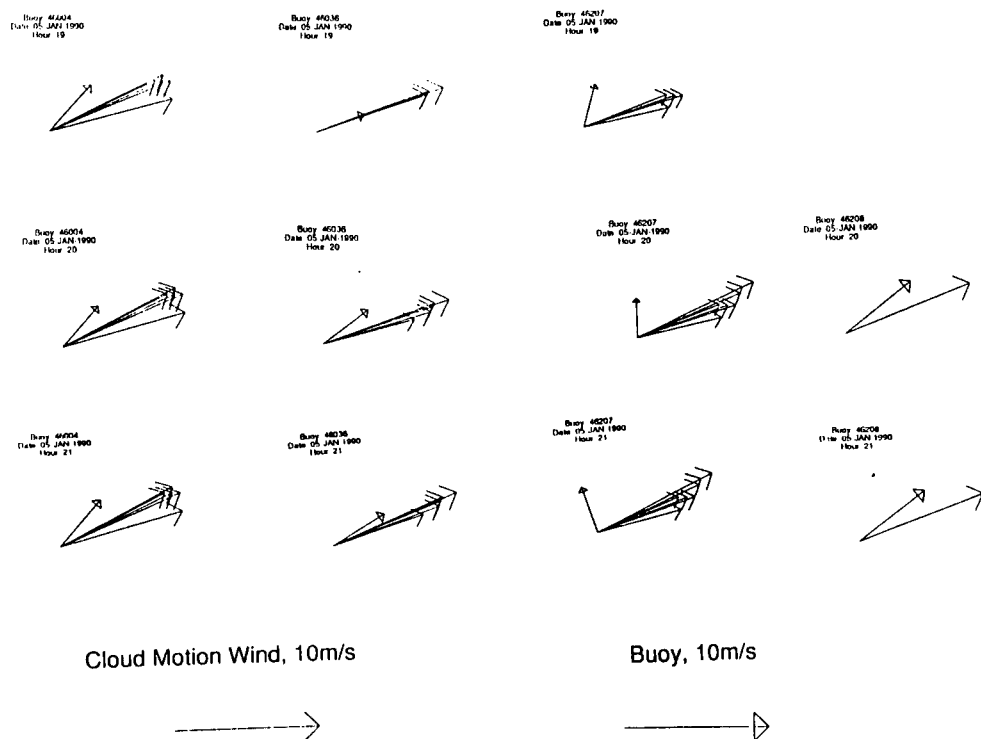 Buoy 46004
Date 05 JAN 1990
Hour 19
Buoy 46036
Date 05 JAN 1990
Hour 19
Buoy 46207
Date 05 JAN 1990
Hour 19
Buoy 46004
Date 05 JAN-1990
Hour 20
Buoy 46036
Date 05 JAN-1990
Hour 20
Buoy 46207
Date 05-JAN-1990
Hour 20
Buoy 46208
Date 05-JAN-1990
Hour 20
Buoy 46004
Date 05 JAN 1990
Hour 21
Buoy 46036
Date 05 JAN 1990
Hour 21
Buoy 46207
Date 05 JAN 1990
Hour 21
Buoy 46208
Date 05 JAN 1990
Hour 21
Cloud Motion Wind, 10m/s
Buoy, 10m/s